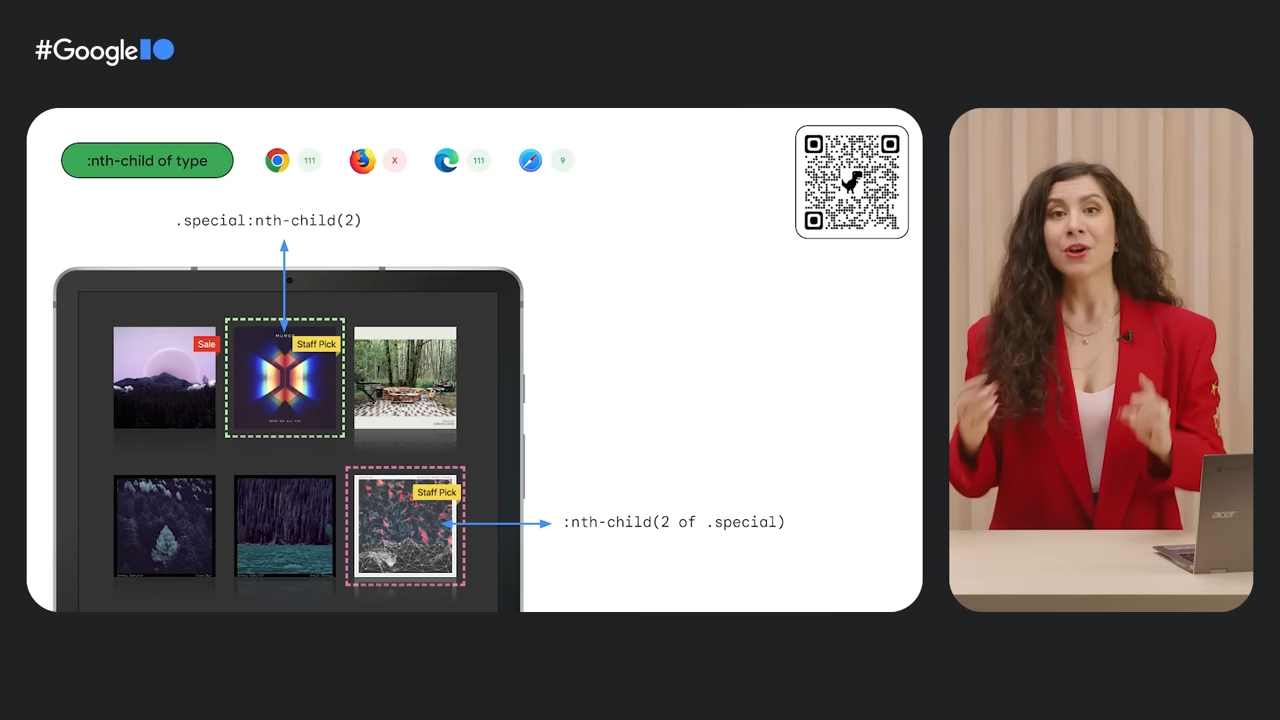 #GoogleIO
:nth-child of type
111
X
111
9
.special:nth-child(2)
Sale
Staff Pick
Staff Pick
:nth-child(2 of .special)
acer